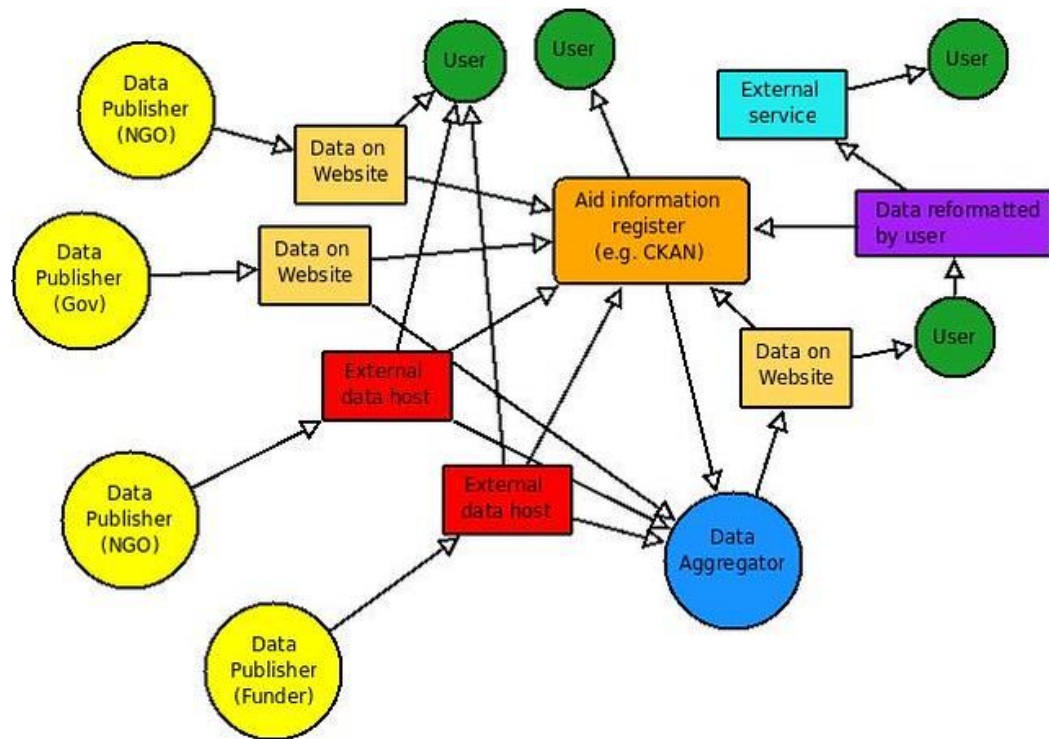 Data
Publisher
(NGO)
User
User
User
External
service
Data on
Website
Aid information
register
(e.g. CKAN)
Data reformatted
by user
Data
Publisher
(Gov)
Data on
Website
User
Data on
Website
External
data host
Data
Publisher
(NGO)
External
data host
Data
Aggregator
Data
Publisher
(Funder)